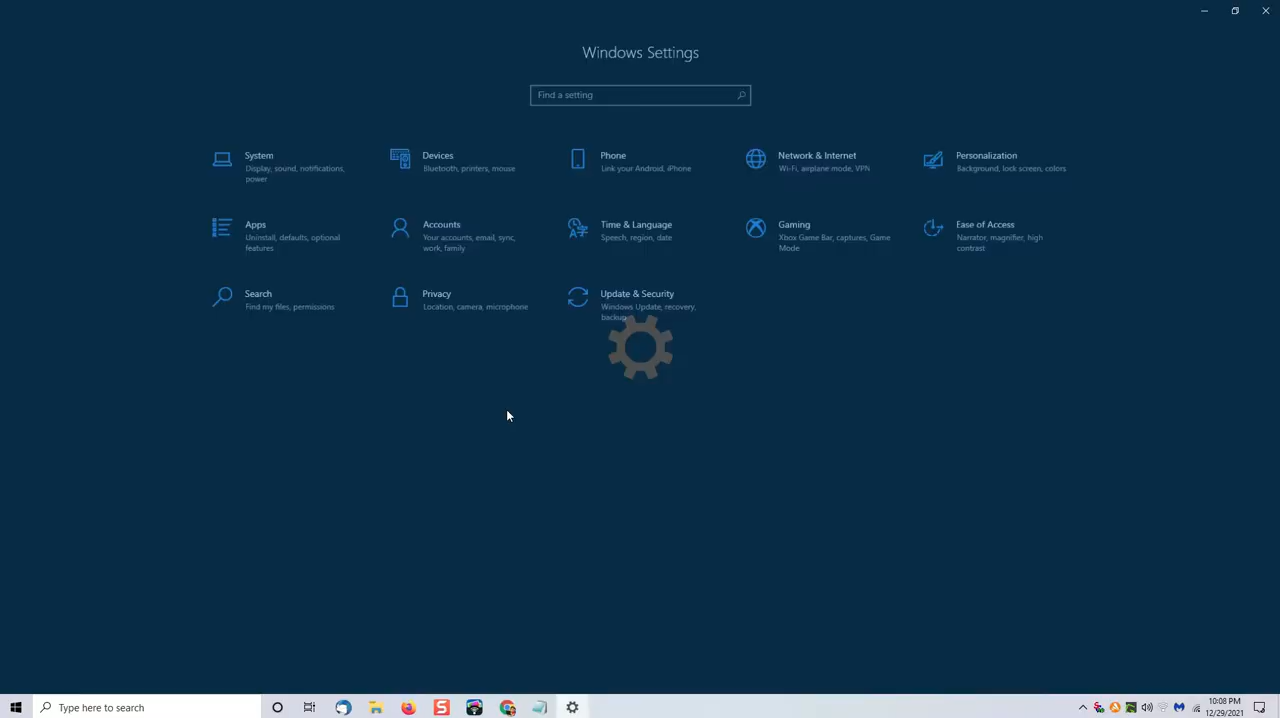 Windows Settings
Find a setting
System
Display, sound, notifications,
power
Devices
Bluetooth, printers, mouse
Phone
Link your Android, iPhone
Network & Internet
Wi-Fi, airplane mode, VPN
Personalization
Background, lock screen, colors
Apps
Uninstall, defaults, optional
features
Accounts
Your accounts, email, sync,
work, family
Time & Language
Speech, region, date
Gaming
Xbox Game Bar, captures, Game
Mode
Ease of Access
Narrator, magnifier, high
contrast
Search
Find my files, permissions
Privacy
Location, camera, microphone
Update & Security
Windows Update, recovery,
backup
Type here to search
S
10:08 PM
12/29/2021